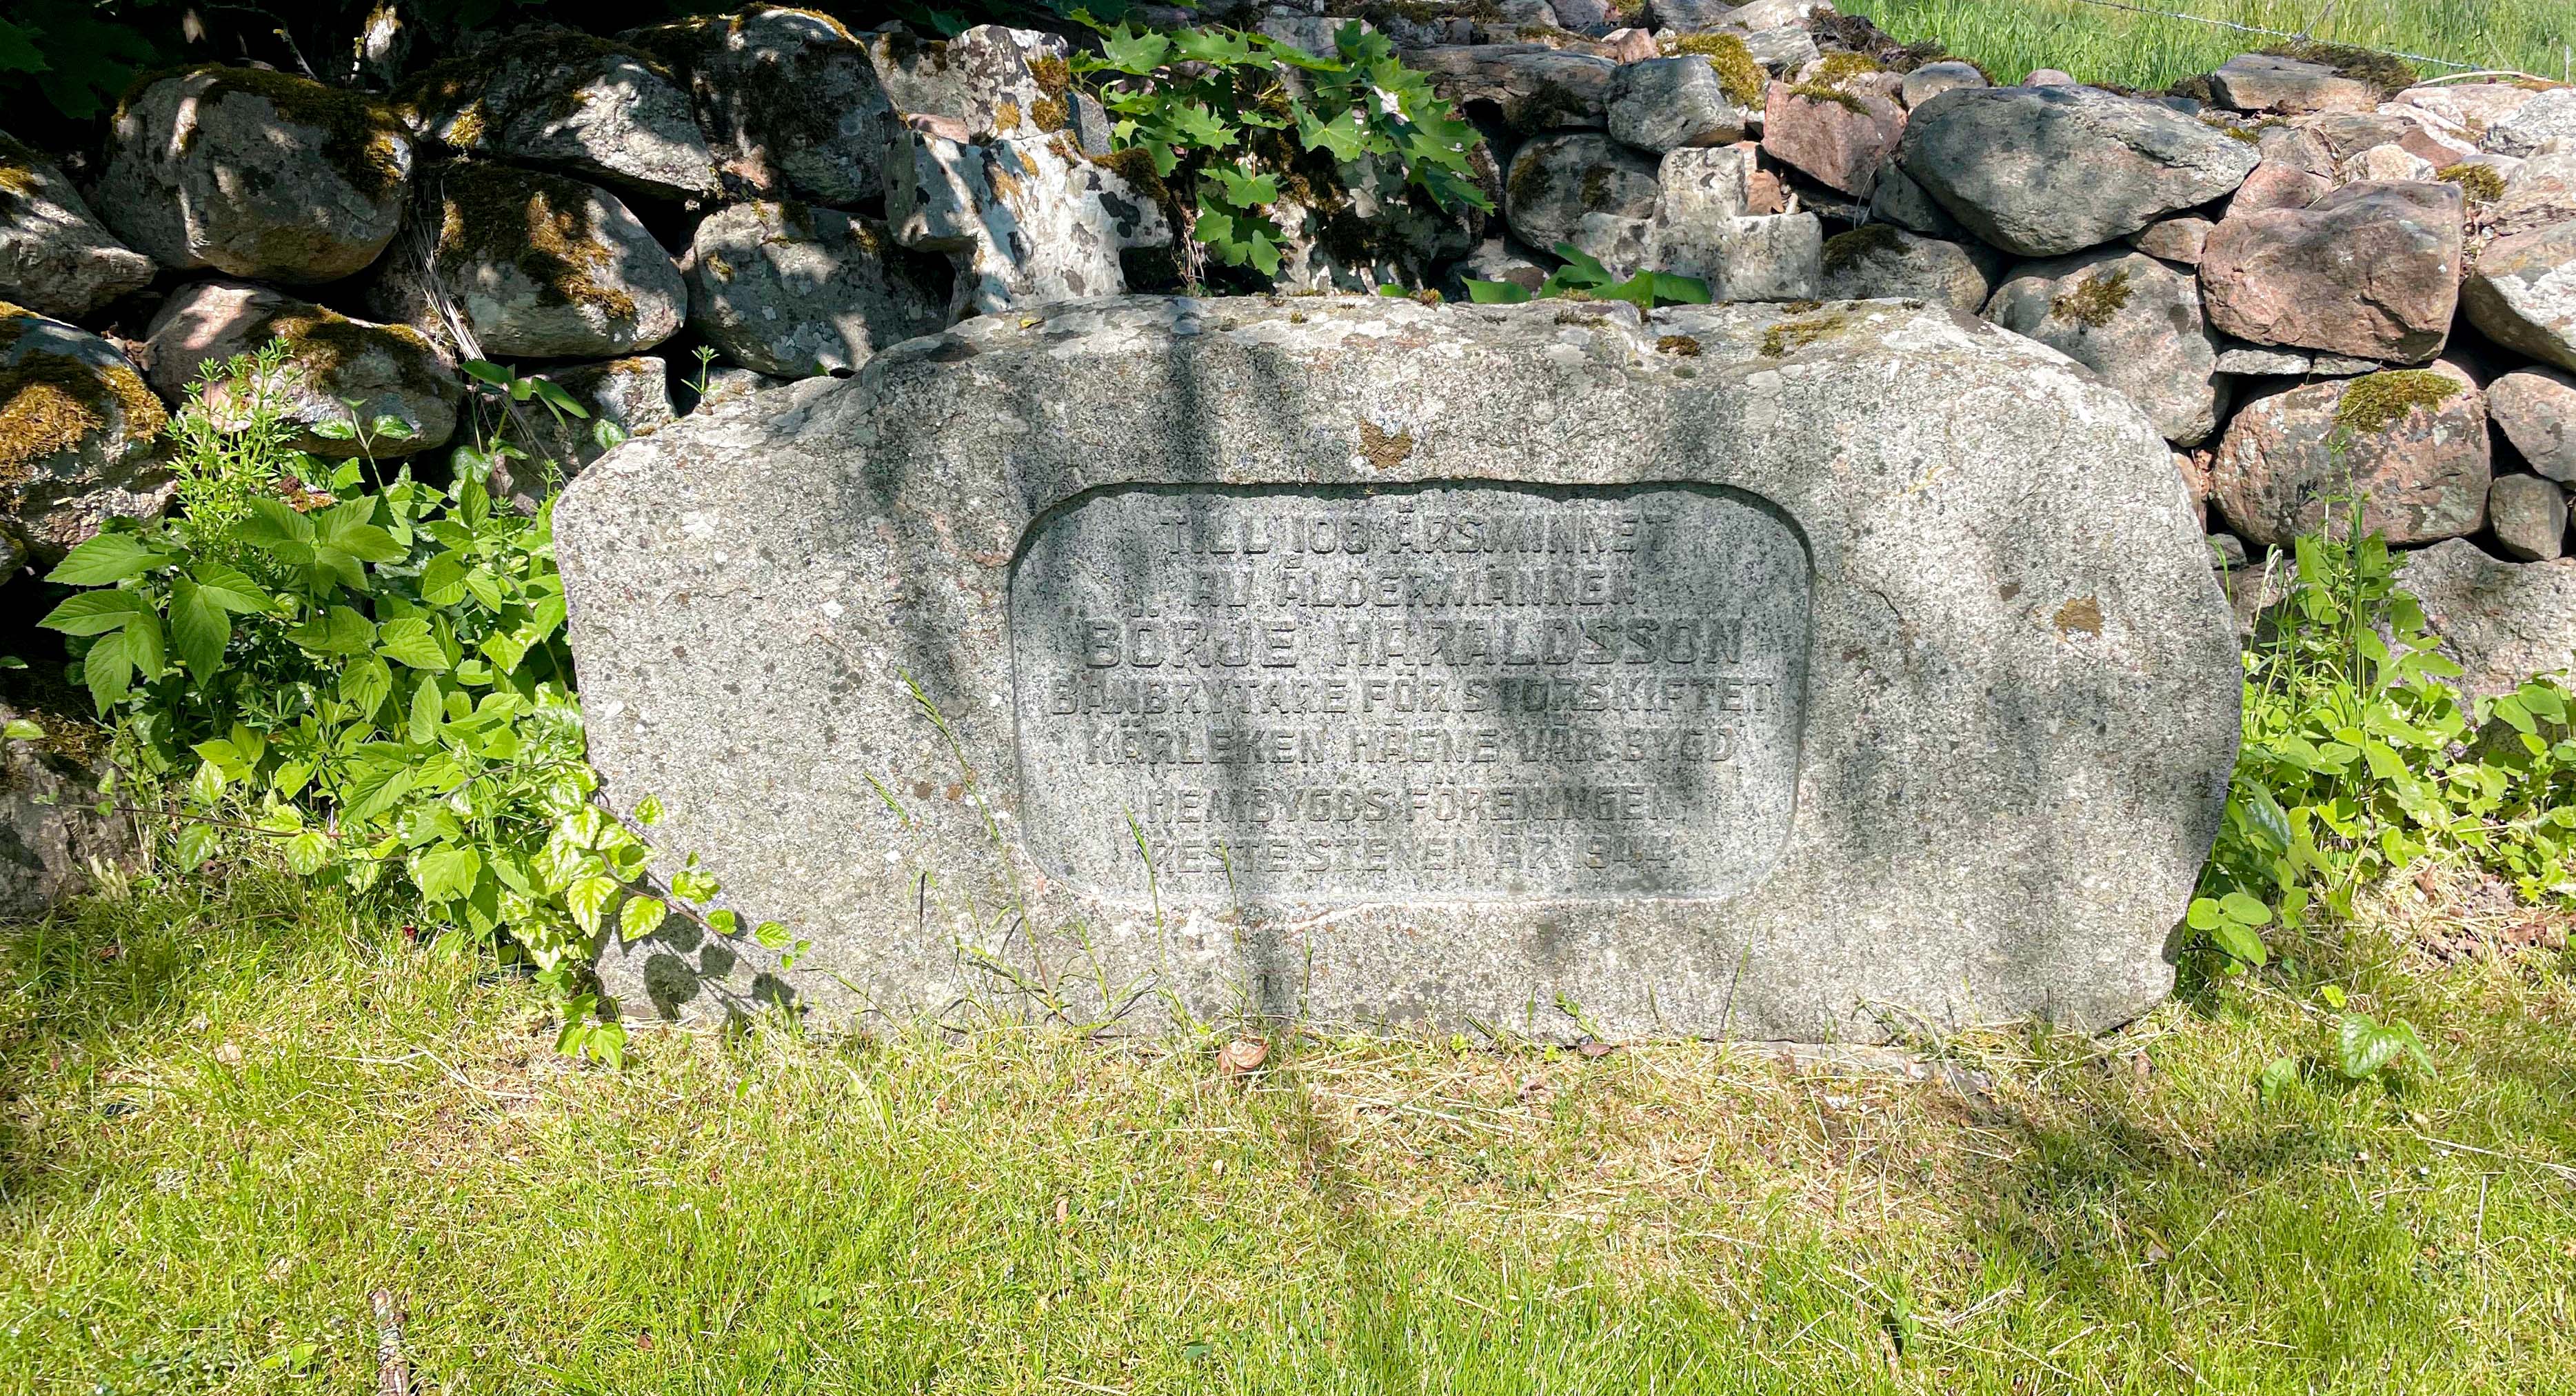 TILL 100 ÅRSMINNET
AV ÅLDERMANNEN
BÖRJE HARALDSSON
BANBRYTARE FÖR STORSKIFTET
KÄRLEKEN HÄGNE VÅR BYGD
HEMBYGDSFÖRENINGEN
RESTE STENEN ÅR 1944